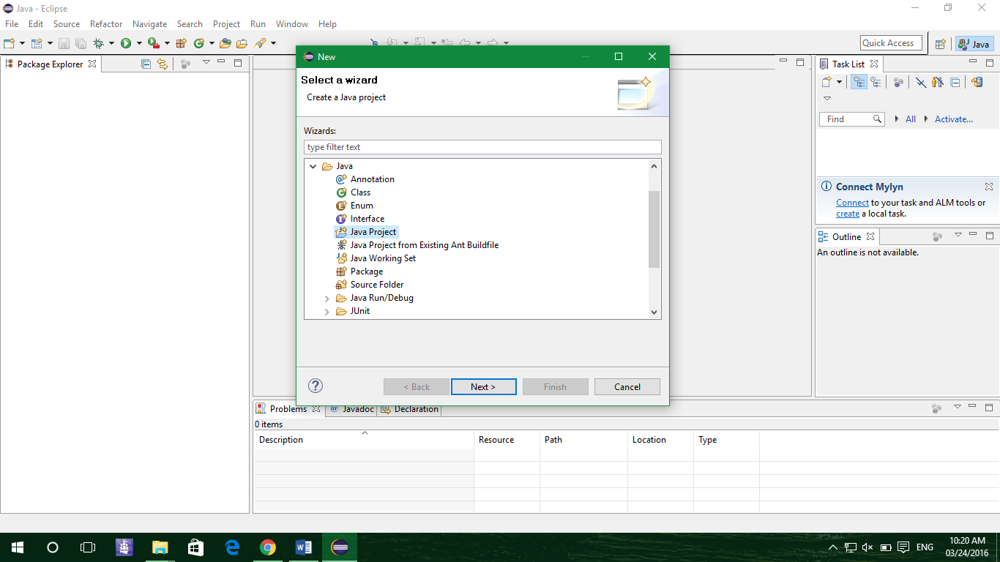 Java - Eclipse
File Edit Source Refactor Navigate Search Project Run Window Help
Quick Access
Java
Package Explorer
New
Select a wizard
Create a Java project
Wizards:
type filter text
Java
Annotation
Class
Enum
Interface
Java Project
Java Project from Existing Ant Buildfile
Java Working Set
Package
Source Folder
Java Run/Debug
JUnit
< Back Next > Finish Cancel
Task List
Find All Activate...
Connect Mylyn
Connect to your task and ALM tools or
create a local task.
Outline
An outline is not available.
Problems Javadoc Declaration
0 items
Description Resource Path Location Type
ENG
10:20 AM
03/24/2016